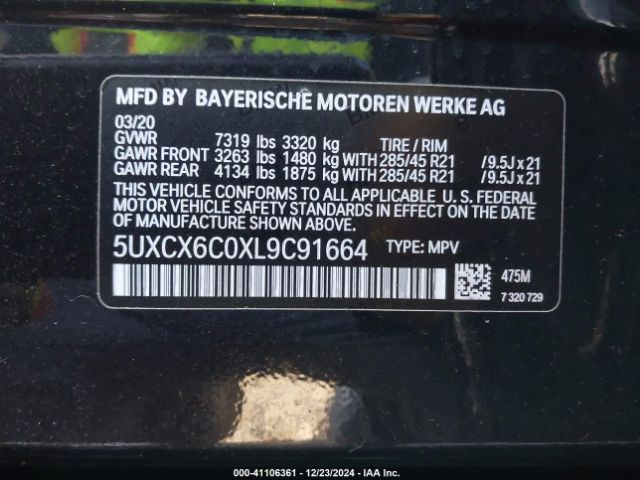 MFD BY BAYERISCHE MOTOREN WERKE AG
03/20
GVWR 7319 lbs 3320 kg TIRE / RIM
GAWR FRONT 3263 lbs 1480 kg WITH 285/45 R21 /9.5J x 21
GAWR REAR 4134 lbs 1875 kg WITH 285/45 R21 /9.5J x 21
THIS VEHICLE CONFORMS TO ALL APPLICABLE U. S. FEDERAL
MOTOR VEHICLE SAFETY STANDARDS IN EFFECT ON THE DATE
OF MANUFACTURE SHOWN ABOVE.
5UXCX6C0XL9C91664 TYPE: MPV
475M
7 320 729
000-41106361 - 12/23/2024 - IAA Inc.